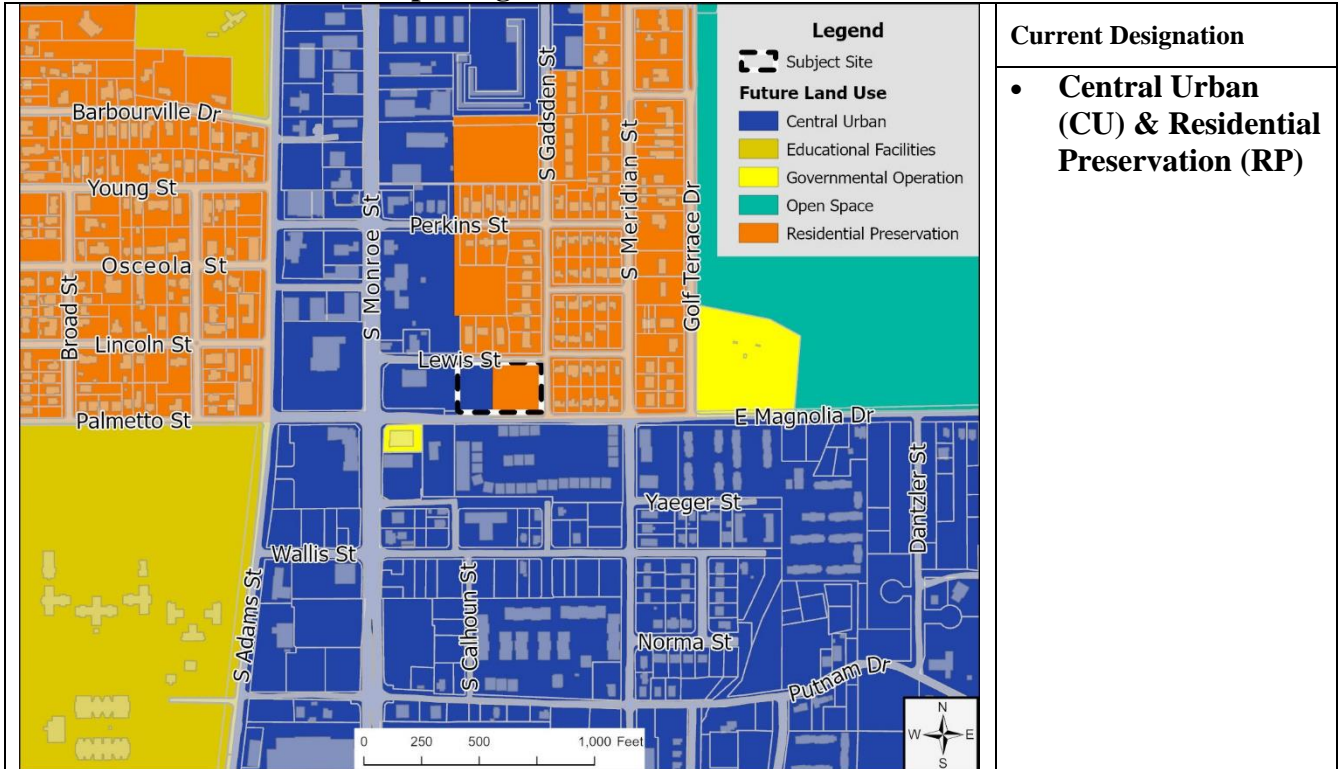 Legend
Subject Site
Future Land Use
Central Urban
Educational Facilities
Governmental Operation
Open Space
Residential Preservation
Current Designation
• Central Urban
(CU) & Residential
Preservation (RP)
Barbourville Dr
Young St
Osceola St
Broad St
Lincoln St
Palmetto St
S Monroe St
Perkins St
S Gadsden St
S Meridian St
Golf Terrace Dr
Lewis St
E Magnolia Dr
Yaeger St
Dantzler St
Wallis St
S Adams St
S Calhoun St
Norma St
Putnam Dr
0 250 500 1,000 Feet
N
W E
S